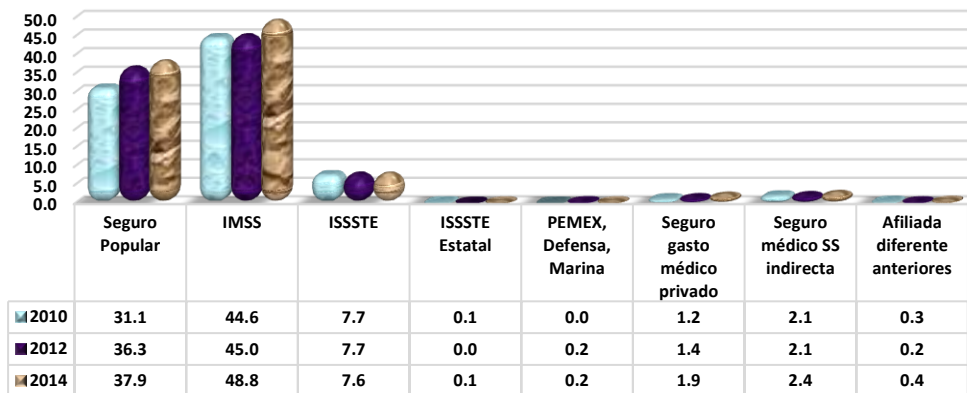 50.0
45.0
40.0
35.0
30.0
25.0
20.0
15.0
10.0
5.0
0.0
Seguro Popular IMSS ISSSTE ISSSTE Estatal PEMEX, Defensa, Marina Seguro gasto médico privado Seguro médico SS indirecta Afiliada diferente anteriores
2010 31.1 44.6 7.7 0.1 0.0 1.2 2.1 0.3
2012 36.3 45.0 7.7 0.0 0.2 1.4 2.1 0.2
2014 37.9 48.8 7.6 0.1 0.2 1.9 2.4 0.4